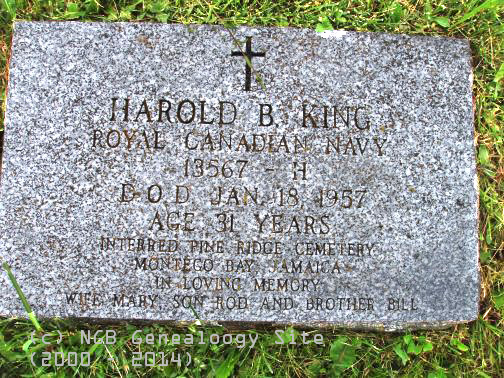 HAROLD B. KING
ROYAL CANADIAN NAVY
13567 - H
D.O.D. JAN. 18, 1957
AGE 31 YEARS
INTERRED PINE RIDGE CEMETERY
MONTEGO BAY, JAMAICA
IN LOVING MEMORY
WIFE MARY, SON ROD AND BROTHER BILL
(c) NGB Genealogy Site
(2000 - 2014)